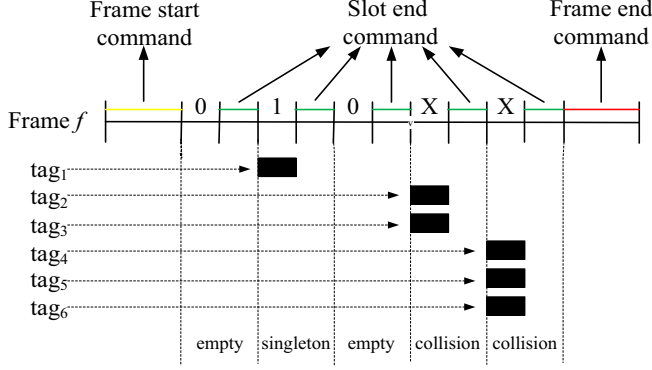 Frame start
command
Slot end
command
Frame end
command
Frame f
0 1 0 X X
tag1
tag2
tag3
tag4
tag5
tag6
empty singleton empty collision collision